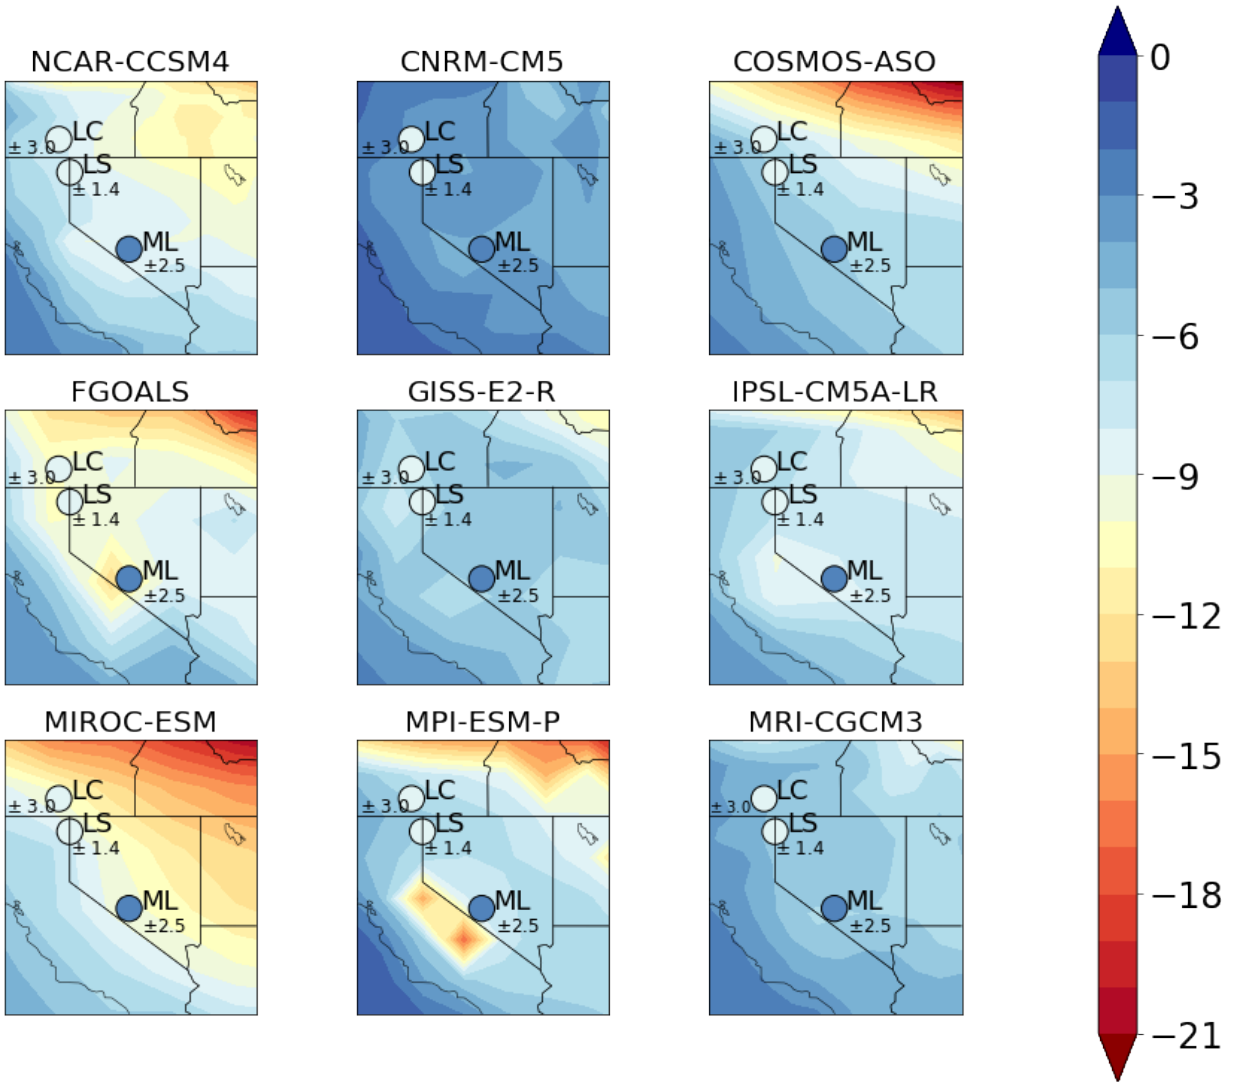 NCAR-CCSM4
CNRM-CM5
COSMOS-ASO
0
LC
± 3.0
LS
± 1.4
ML
±2.5
LC
± 3.0
LS
± 1.4
ML
±2.5
LC
± 3.0
LS
± 1.4
ML
±2.5
−3
−6
FGOALS
GISS-E2-R
IPSL-CM5A-LR
LC
± 3.0
LS
± 1.4
ML
±2.5
LC
± 3.0
LS
± 1.4
ML
±2.5
LC
± 3.0
LS
± 1.4
ML
±2.5
−9
−12
MIROC-ESM
MPI-ESM-P
MRI-CGCM3
LC
± 3.0
LS
± 1.4
ML
±2.5
LC
± 3.0
LS
± 1.4
ML
±2.5
LC
± 3.0
LS
± 1.4
ML
±2.5
−15
−18
−21